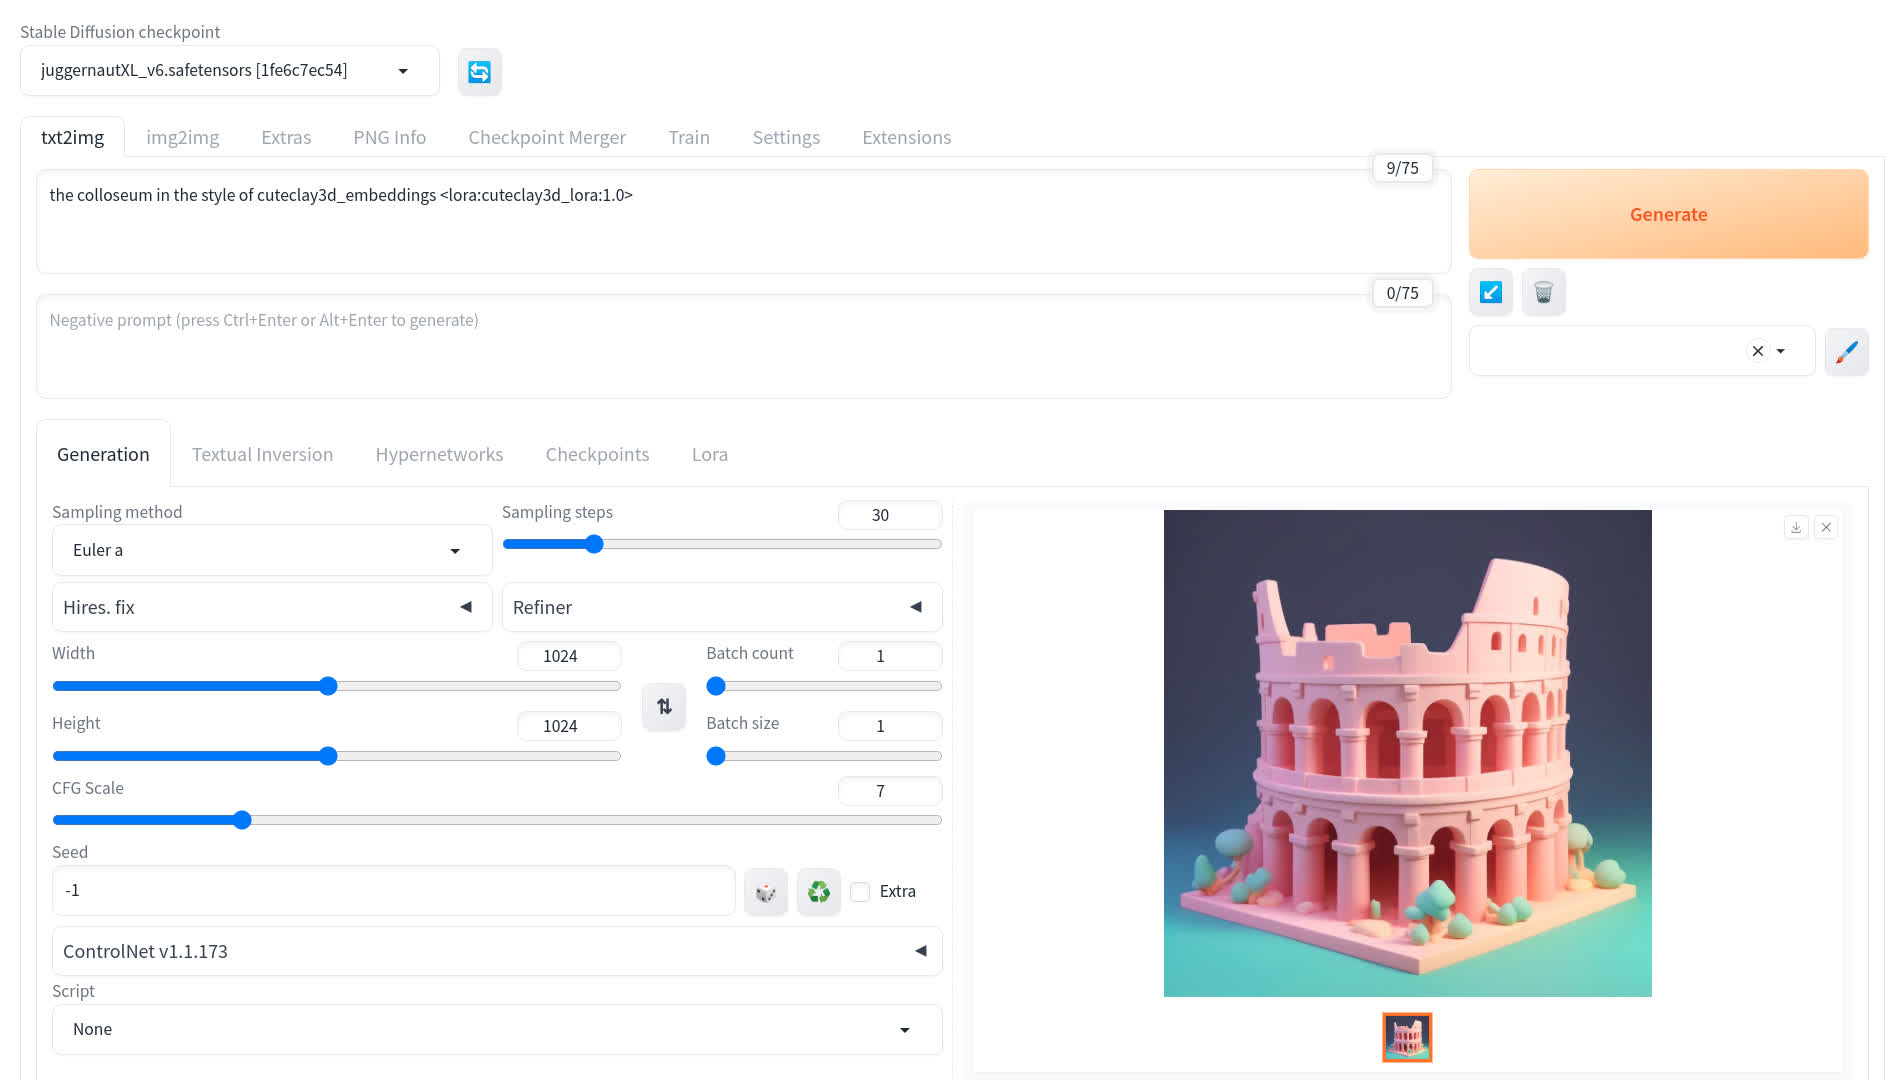 Stable Diffusion checkpoint
juggernautXL_v6.safetensors [1fe6c7ec54]
txt2img img2img Extras PNG Info Checkpoint Merger Train Settings Extensions
9/75
the colloseum in the style of cuteclay3d_embeddings <lora:cuteclay3d_lora:1.0>
Generate
0/75
Negative prompt (press Ctrl+Enter or Alt+Enter to generate)
Generation Textual Inversion Hypernetworks Checkpoints Lora
Sampling method
Euler a
Sampling steps
30
Hires. fix
Refiner
Width
1024
Batch count
1
Height
1024
Batch size
1
CFG Scale
7
Seed
-1
Extra
ControlNet v1.1.173
Script
None